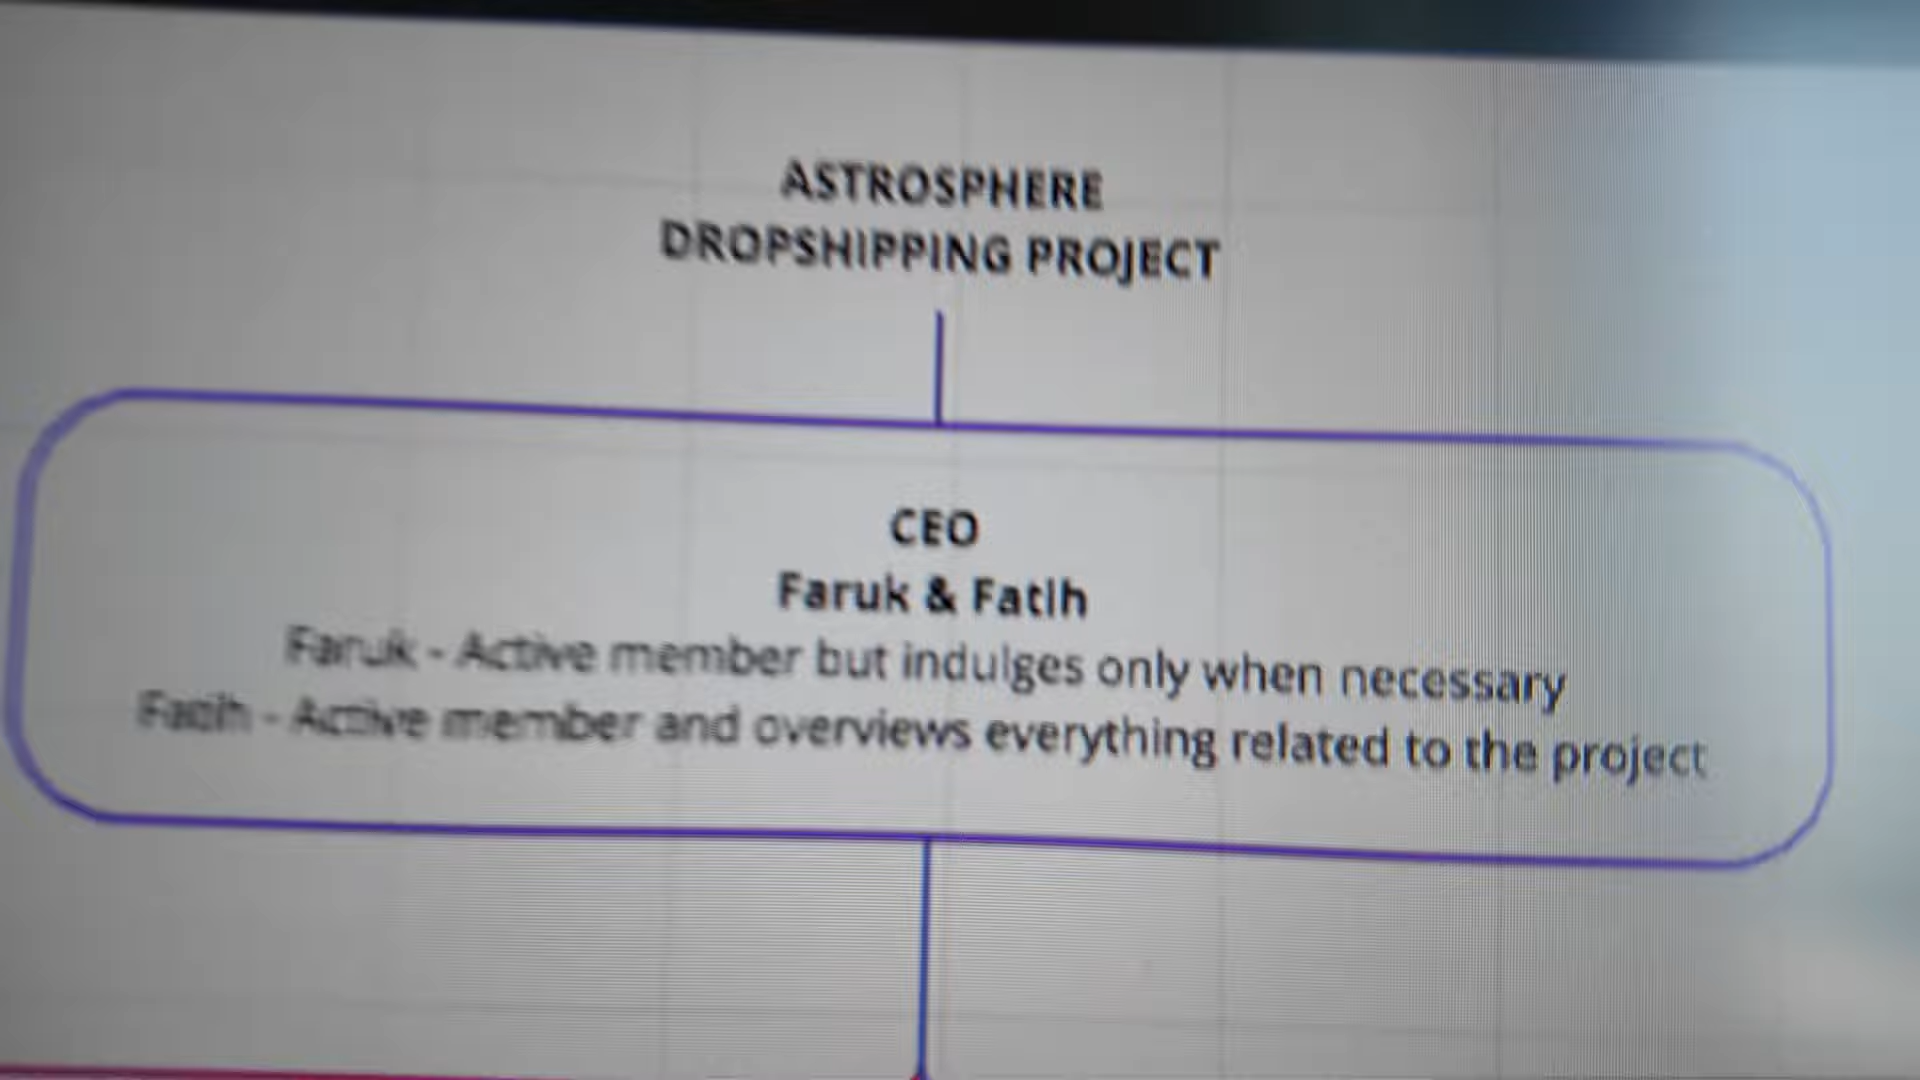 ASTROSPHERE
DROPSHIPPING PROJECT
CEO
Faruk & Fatih
Faruk - Active member but indulges only when necessary
Fatih - Active member and overviews everything related to the project